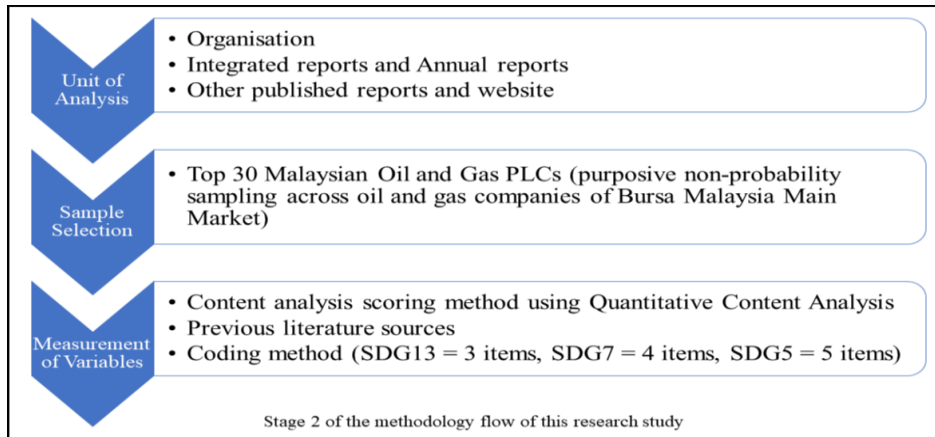 Unit of
Analysis
• Organisation
• Integrated reports and Annual reports
• Other published reports and website
Sample
Selection
• Top 30 Malaysian Oil and Gas PLCs (purposive non-probability
sampling across oil and gas companies of Bursa Malaysia Main
Market)
Measurement
of Variables
• Content analysis scoring method using Quantitative Content Analysis
• Previous literature sources
• Coding method (SDG13 = 3 items, SDG7 = 4 items, SDG5 = 5 items)
Stage 2 of the methodology flow of this research study